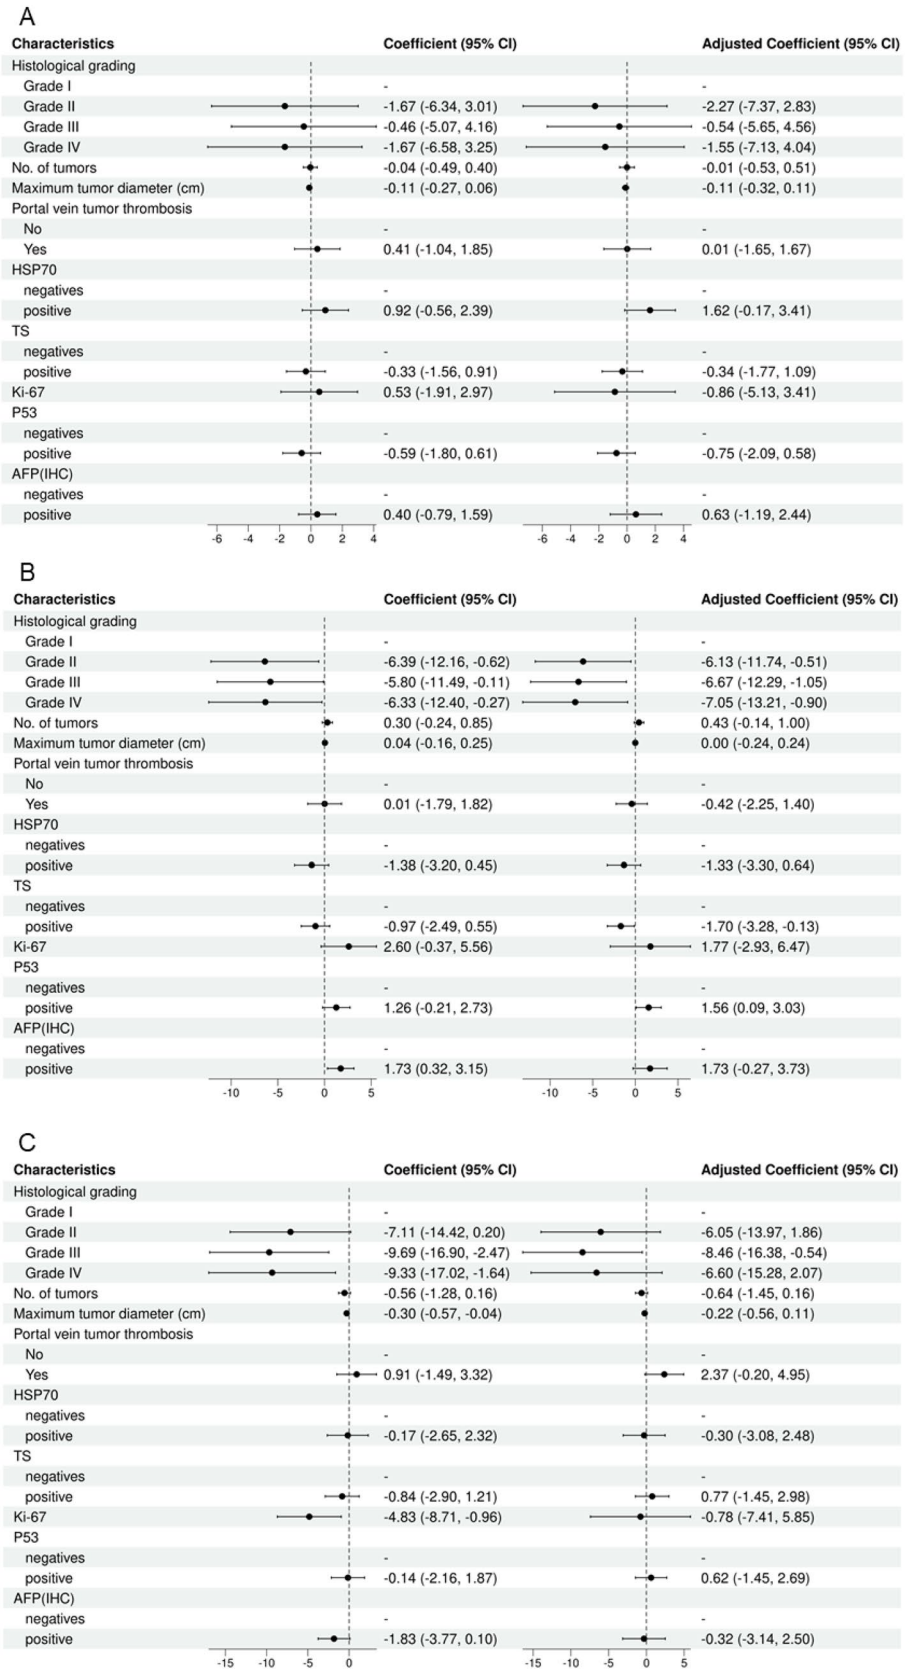 A
Characteristics Coefficient (95% CI) Adjusted Coefficient (95% CI)
Histological grading
Grade I - -
Grade II -1.67 (-6.34, 3.01) -2.27 (-7.37, 2.83)
Grade III -0.46 (-5.07, 4.16) -0.54 (-5.65, 4.56)
Grade IV -1.67 (-6.58, 3.25) -1.55 (-7.13, 4.04)
No. of tumors -0.04 (-0.49, 0.40) -0.01 (-0.53, 0.51)
Maximum tumor diameter (cm) -0.11 (-0.27, 0.06) -0.11 (-0.32, 0.11)
Portal vein tumor thrombosis
No - -
Yes 0.41 (-1.04, 1.85) 0.01 (-1.65, 1.67)
HSP70
negatives - -
positive 0.92 (-0.56, 2.39) 1.62 (-0.17, 3.41)
TS
negatives - -
positive -0.33 (-1.56, 0.91) -0.34 (-1.77, 1.09)
Ki-67 0.53 (-1.91, 2.97) -0.86 (-5.13, 3.41)
P53
negatives - -
positive -0.59 (-1.80, 0.61) -0.75 (-2.09, 0.58)
AFP(IHC)
negatives - -
positive 0.40 (-0.79, 1.59) 0.63 (-1.19, 2.44)
-6 -4 -2 0 2 4 -6 -4 -2 0 2 4
B
Characteristics Coefficient (95% CI) Adjusted Coefficient (95% CI)
Histological grading
Grade I - -
Grade II -6.39 (-12.16, -0.62) -6.13 (-11.74, -0.51)
Grade III -5.80 (-11.49, -0.11) -6.67 (-12.29, -1.05)
Grade IV -6.33 (-12.40, -0.27) -7.05 (-13.21, -0.90)
No. of tumors 0.30 (-0.24, 0.85) 0.43 (-0.14, 1.00)
Maximum tumor diameter (cm) 0.04 (-0.16, 0.25) 0.00 (-0.24, 0.24)
Portal vein tumor thrombosis
No - -
Yes 0.01 (-1.79, 1.82) -0.42 (-2.25, 1.40)
HSP70
negatives - -
positive -1.38 (-3.20, 0.45) -1.33 (-3.30, 0.64)
TS
negatives - -
positive -0.97 (-2.49, 0.55) -1.70 (-3.28, -0.13)
Ki-67 2.60 (-0.37, 5.56) 1.77 (-2.93, 6.47)
P53
negatives - -
positive 1.26 (-0.21, 2.73) 1.56 (0.09, 3.03)
AFP(IHC)
negatives - -
positive 1.73 (0.32, 3.15) 1.73 (-0.27, 3.73)
-10 -5 0 5 -10 -5 0 5
C
Characteristics Coefficient (95% CI) Adjusted Coefficient (95% CI)
Histological grading
Grade I - -
Grade II -7.11 (-14.42, 0.20) -6.05 (-13.97, 1.86)
Grade III -9.69 (-16.90, -2.47) -8.46 (-16.38, -0.54)
Grade IV -9.33 (-17.02, -1.64) -6.60 (-15.28, 2.07)
No. of tumors -0.56 (-1.28, 0.16) -0.64 (-1.45, 0.16)
Maximum tumor diameter (cm) -0.30 (-0.57, -0.04) -0.22 (-0.56, 0.11)
Portal vein tumor thrombosis
No - -
Yes 0.91 (-1.49, 3.32) 2.37 (-0.20, 4.95)
HSP70
negatives - -
positive -0.17 (-2.65, 2.32) -0.30 (-3.08, 2.48)
TS
negatives - -
positive -0.84 (-2.90, 1.21) 0.77 (-1.45, 2.98)
Ki-67 -4.83 (-8.71, -0.96) -0.78 (-7.41, 5.85)
P53
negatives - -
positive -0.14 (-2.16, 1.87) 0.62 (-1.45, 2.69)
AFP(IHC)
negatives - -
positive -1.83 (-3.77, 0.10) -0.32 (-3.14, 2.50)
-15 -10 -5 0 -15 -10 -5 0 5